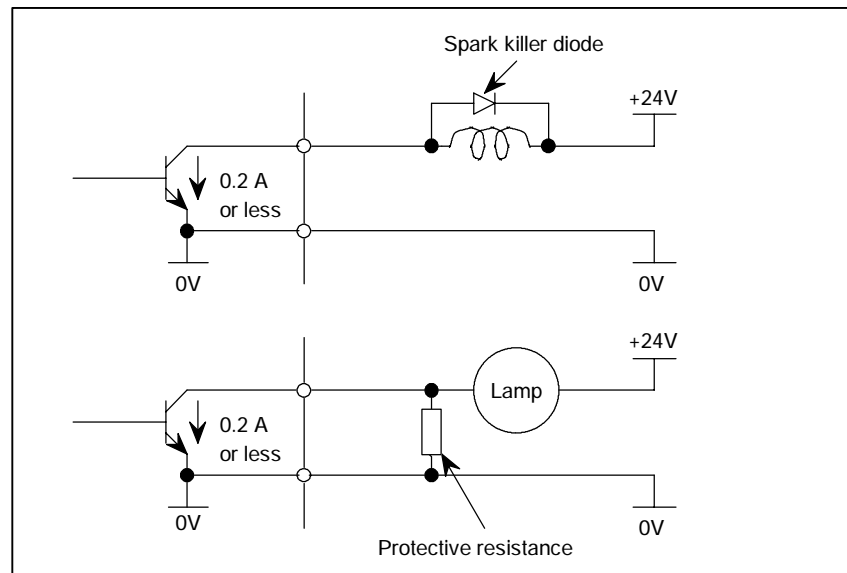 Spark killer diode
+24V
0.2 A
or less
0V
0V
+24V
Lamp
0.2 A
or less
0V
0V
Protective resistance